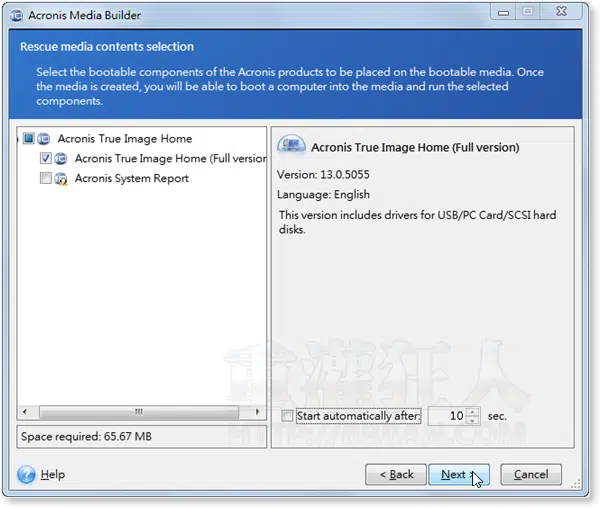 Acronis Media Builder
Rescue media contents selection
Select the bootable components of the Acronis products to be placed on the bootable media. Once
the media is created, you will be able to boot a computer into the media and run the selected
components.
Acronis True Image Home
Acronis True Image Home (Full version
Acronis System Report
Space required: 65.67 MB
Acronis True Image Home (Full version)
Version: 13.0.5055
Language: English
This version includes drivers for USB/PC Card/SCSI hard
disks.
重灌狂人
Start automatically after: 10 sec.
Help
< Back
Next >
Cancel